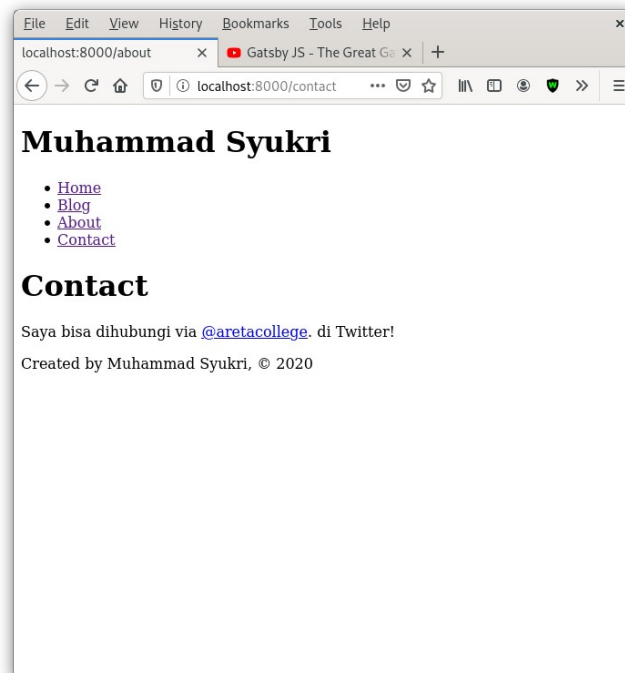 File Edit View History Bookmarks Tools Help
localhost:8000/about Gatsby JS - The Great Ga
localhost:8000/contact
Muhammad Syukri
Home
Blog
About
Contact
Contact
Saya bisa dihubungi via @aretacollege. di Twitter!
Created by Muhammad Syukri, © 2020